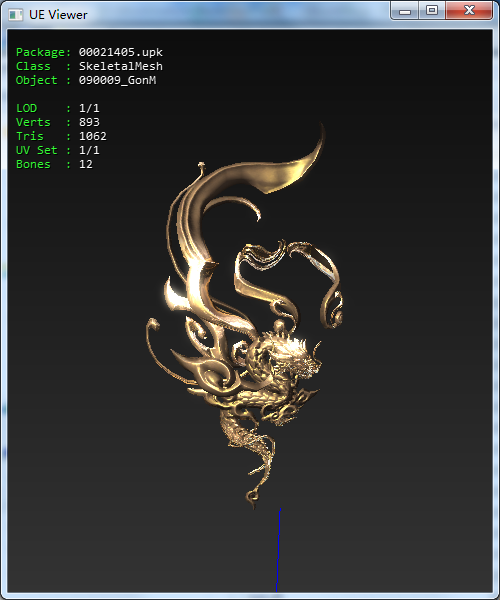 UE Viewer
Package: 00021405.upk
Class  : SkeletalMesh
Object : 090009_GonM
LOD    : 1/1
Verts  : 893
Tris   : 1062
UV Set : 1/1
Bones  : 12